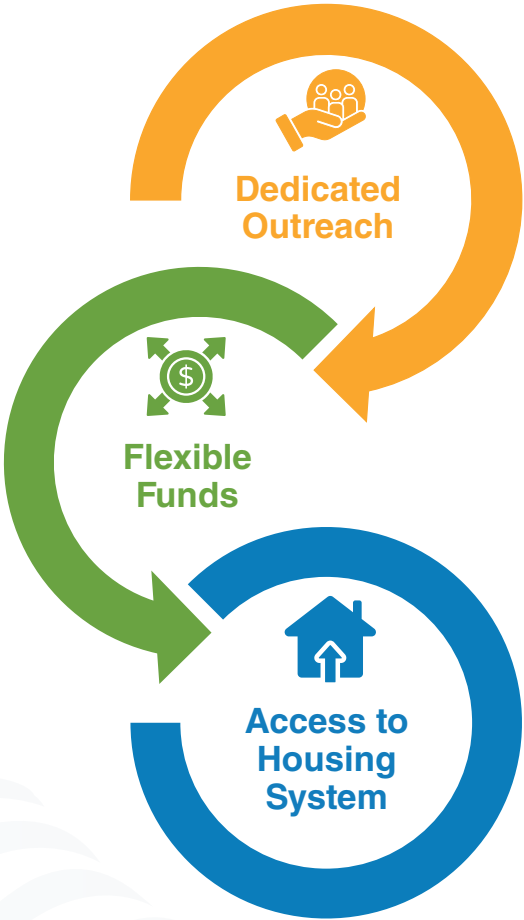 Dedicated
Outreach
$
Flexible
Funds
Access to
Housing
System